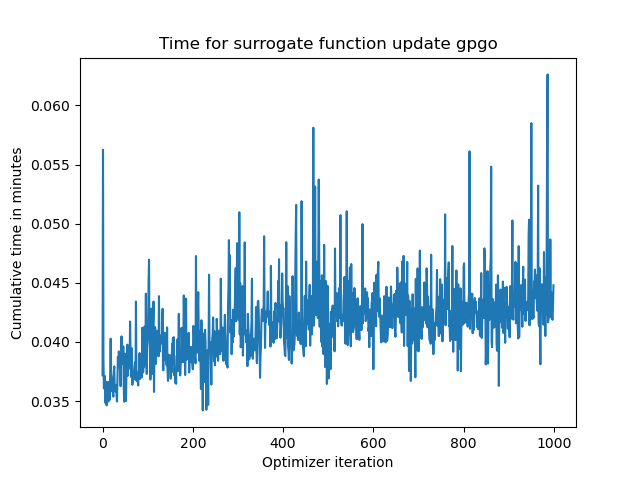 Time for surrogate function update gpgo
0.060
0.055
0.050
0.045
0.040
0.035
Cumulative time in minutes
0 200 400 600 800 1000
Optimizer iteration